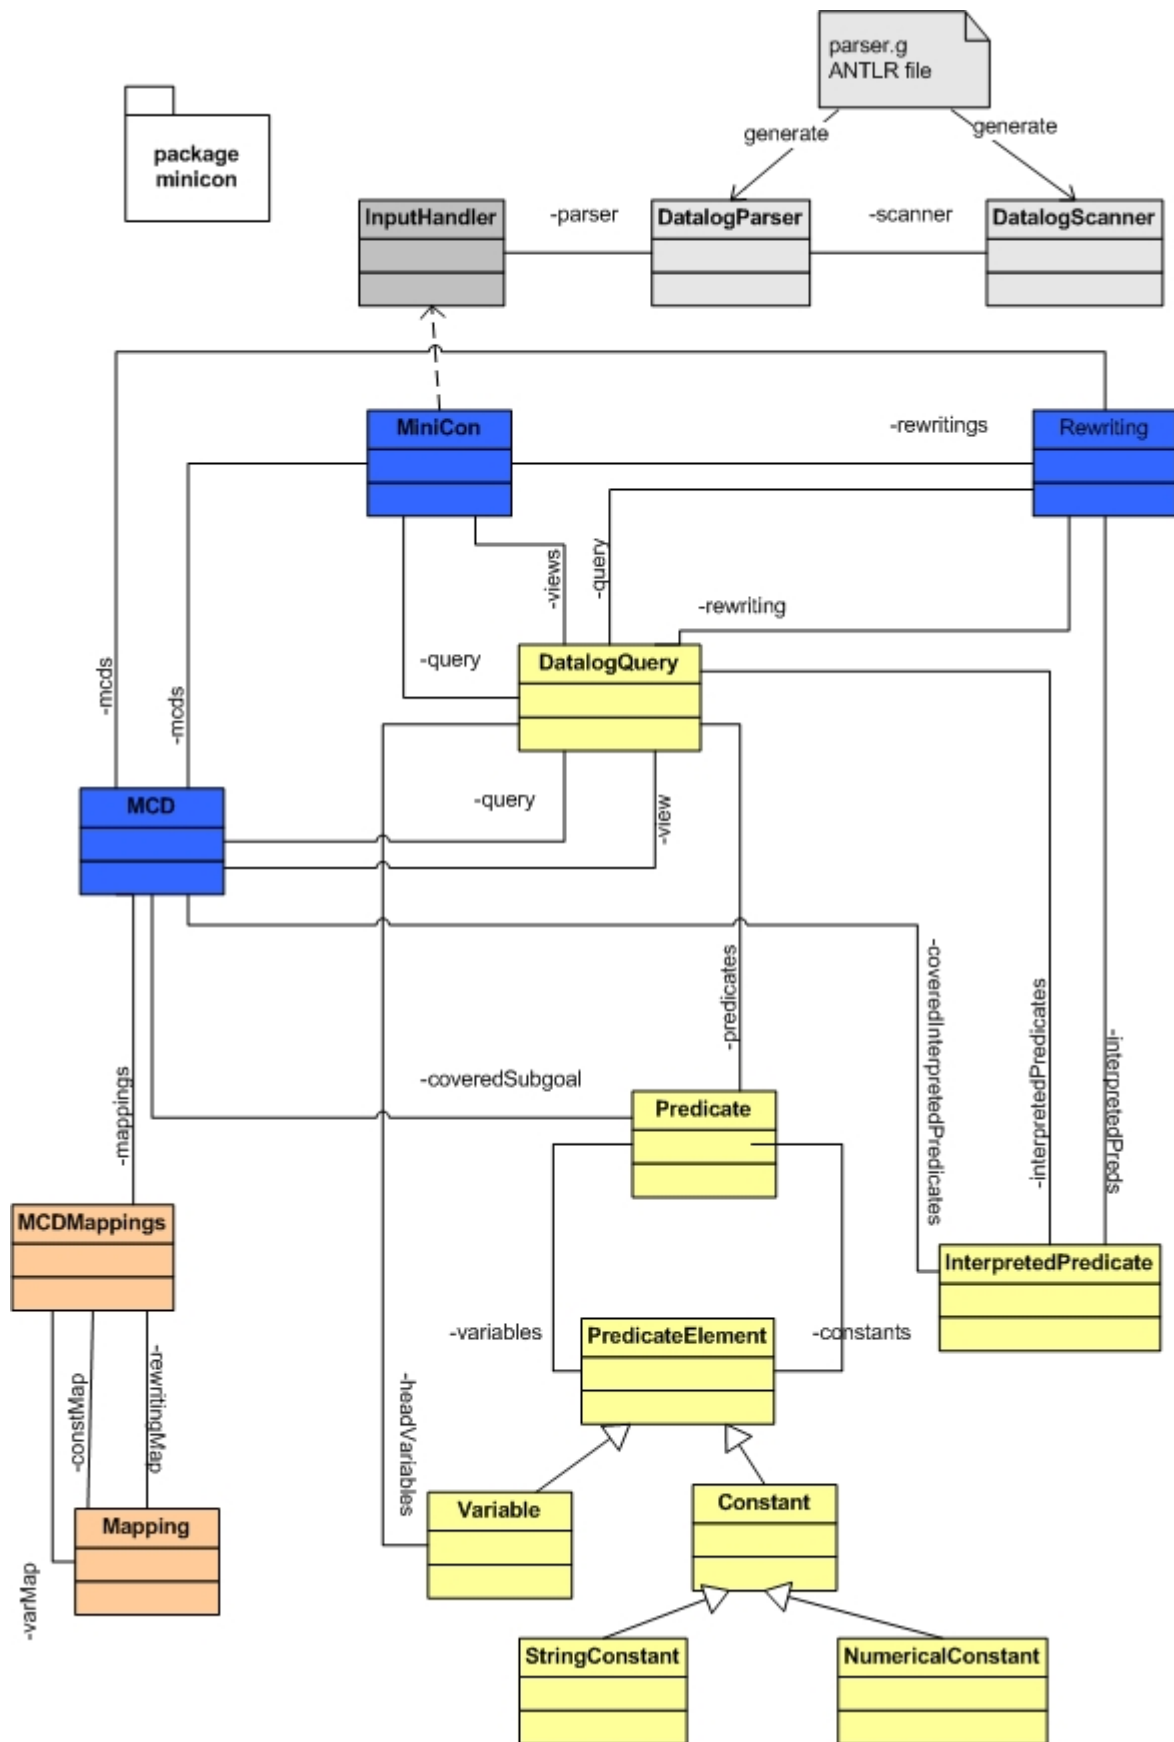 parser.g
ANTLR file
generate
generate
package
minicon
InputHandler
-parser
DatalogParser
-scanner
DatalogScanner
MiniCon
-rewritings
Rewriting
-views
-query
-rewriting
-query
DatalogQuery
-mcds
-mcds
MCD
-query
-view
-predicates
-coveredInterpretedPredicates
-interpretedPredicates
-interpretedPreds
-mappings
-coveredSubgoal
Predicate
MCDMappings
InterpretedPredicate
-variables
PredicateElement
-constants
-constMap
-rewritingMap
-headVariables
Variable
Constant
Mapping
-varMap
StringConstant
NumericalConstant